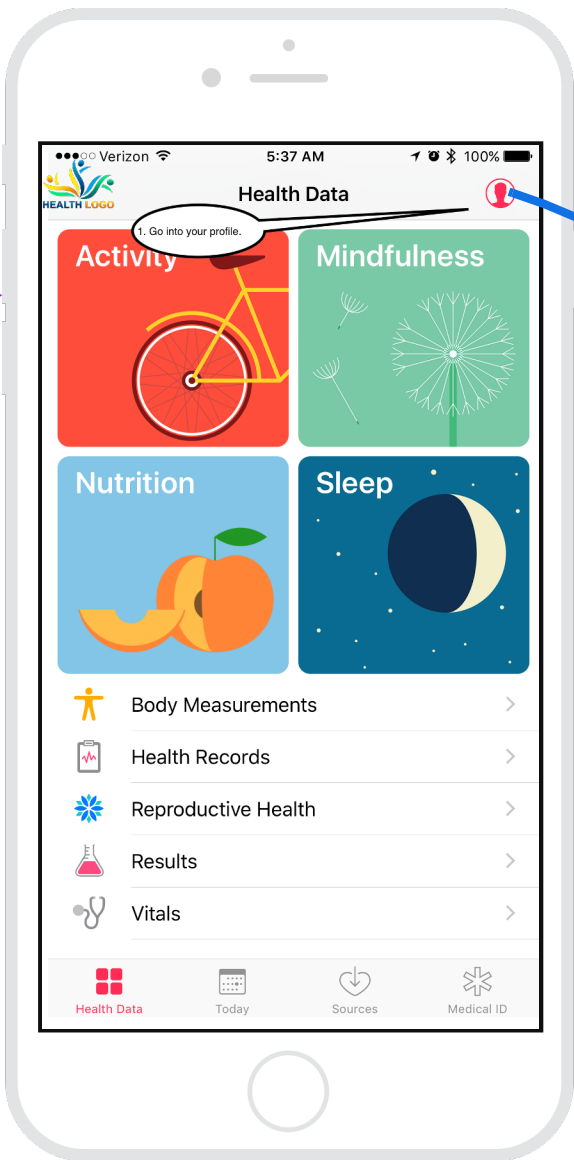 Verizon 5:37 AM 100%
HEALTH LOGO
Health Data
1. Go into your profile.
Activity Mindfulness
Nutrition Sleep
Body Measurements
Health Records
Reproductive Health
Results
Vitals
Health Data Today Sources Medical ID